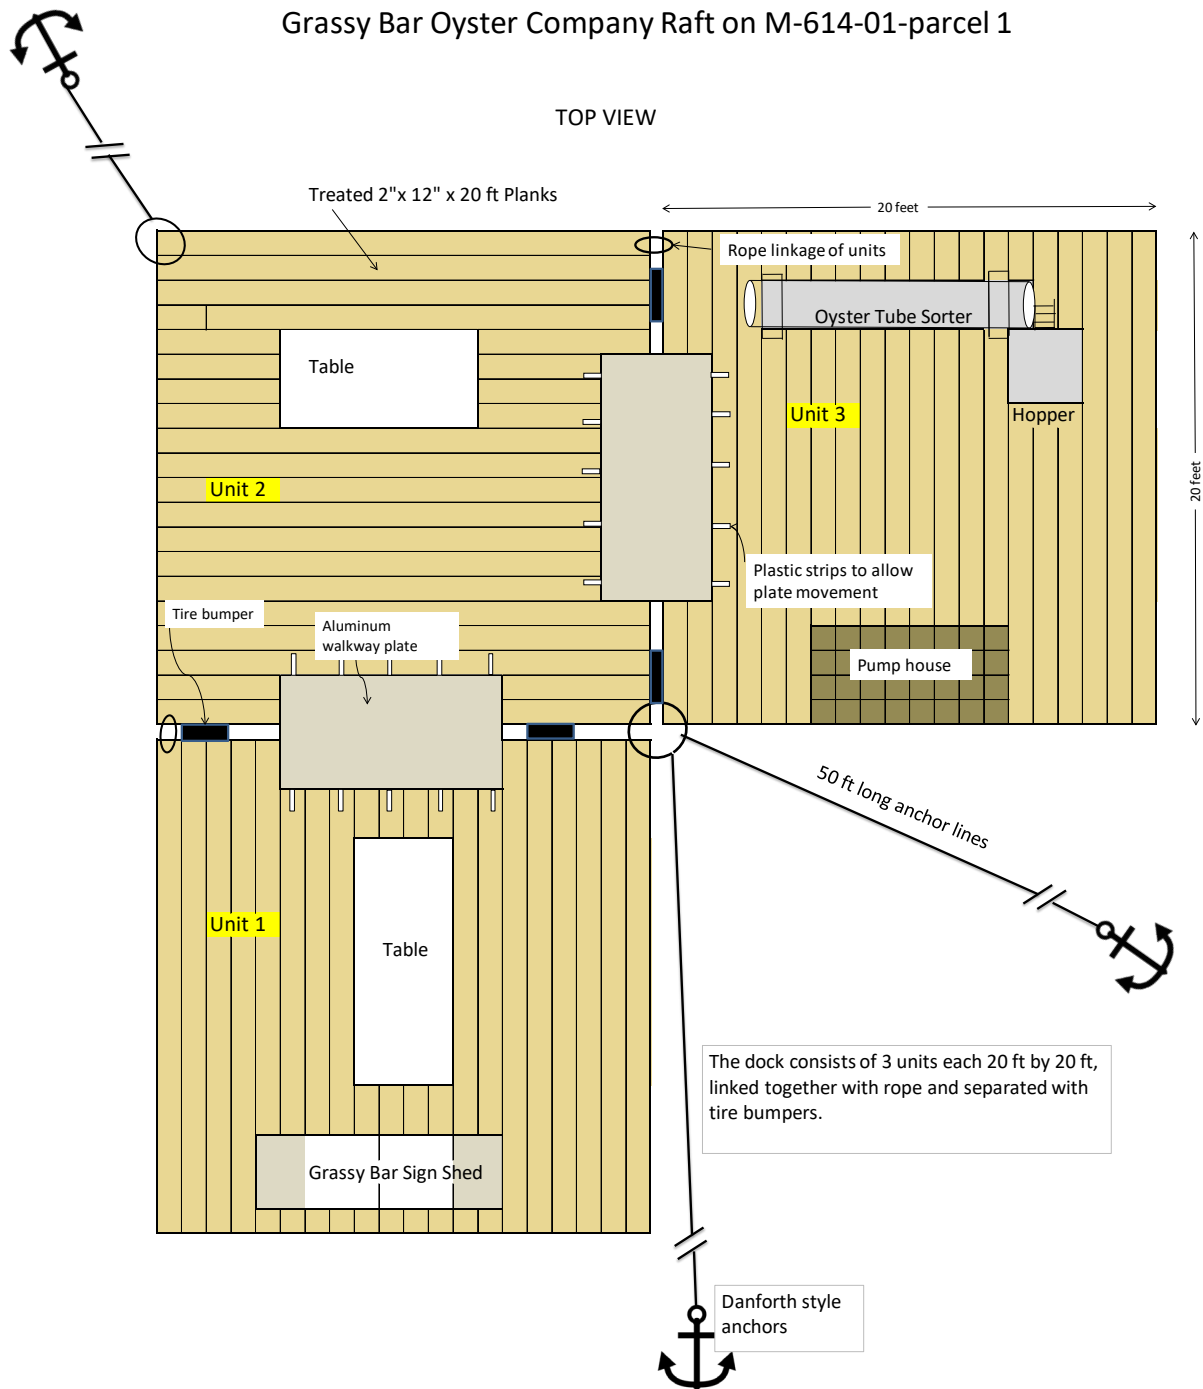 Grassy Bar Oyster Company Raft on M-614-01-parcel 1
TOP VIEW
Treated 2"x 12" x 20 ft Planks
20 feet
Rope linkage of units
Oyster Tube Sorter
Table
Unit 3
Hopper
20 feet
Unit 2
Plastic strips to allow
plate movement
Tire bumper
Aluminum
walkway plate
Pump house
50 ft long anchor lines
Unit 1
Table
The dock consists of 3 units each 20 ft by 20 ft,
linked together with rope and separated with
tire bumpers.
Grassy Bar Sign Shed
Danforth style
anchors